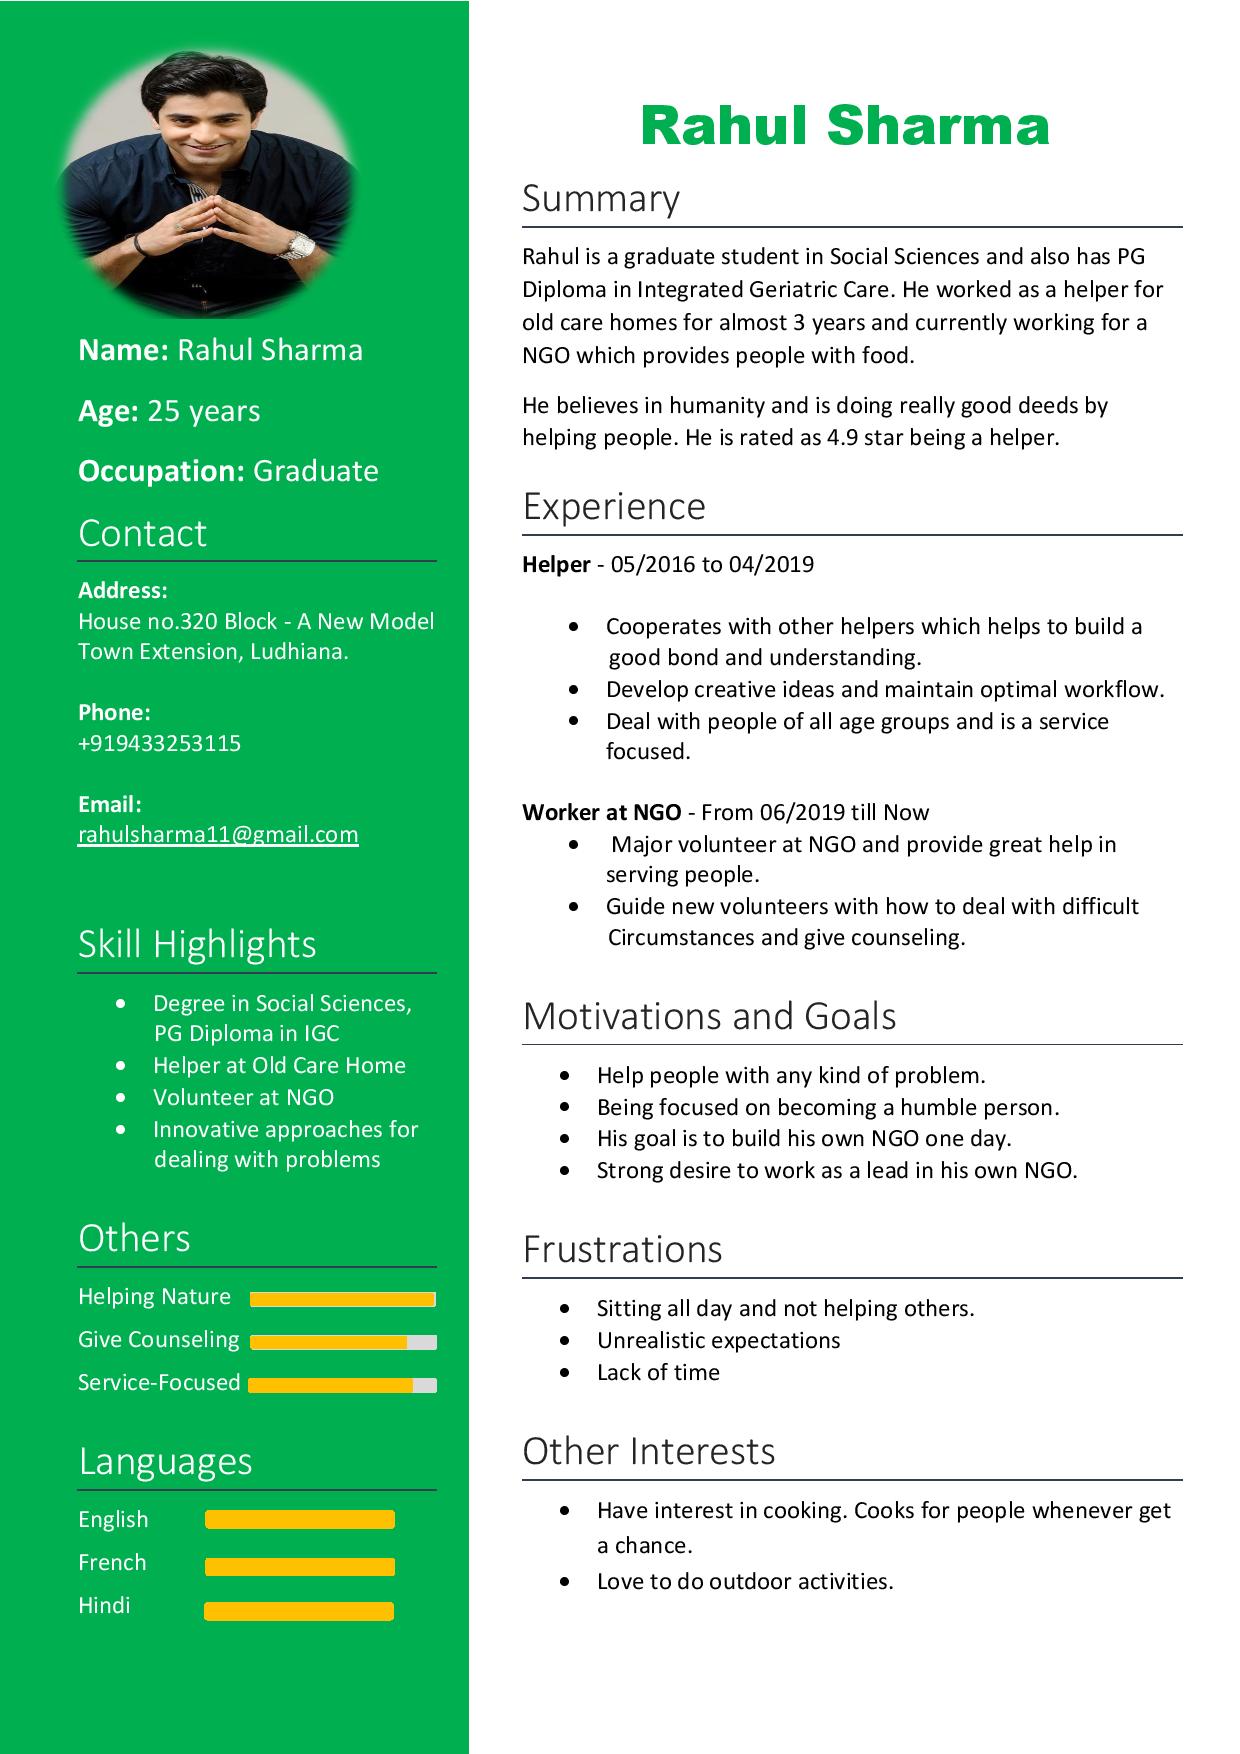 Name: Rahul Sharma
Age: 25 years
Occupation: Graduate
Contact
Address:
House no.320 Block - A New Model
Town Extension, Ludhiana.
Phone:
+919433253115
Email:
rahulsharma11@gmail.com
Skill Highlights
• Degree in Social Sciences,
PG Diploma in IGC
• Helper at Old Care Home
• Volunteer at NGO
• Innovative approaches for
dealing with problems
Others
Helping Nature
Give Counseling
Service-Focused
Languages
English
French
Hindi
Rahul Sharma
Summary
Rahul is a graduate student in Social Sciences and also has PG
Diploma in Integrated Geriatric Care. He worked as a helper for
old care homes for almost 3 years and currently working for a
NGO which provides people with food.
He believes in humanity and is doing really good deeds by
helping people. He is rated as 4.9 star being a helper.
Experience
Helper - 05/2016 to 04/2019
• Cooperates with other helpers which helps to build a
good bond and understanding.
• Develop creative ideas and maintain optimal workflow.
• Deal with people of all age groups and is a service
focused.
Worker at NGO - From 06/2019 till Now
• Major volunteer at NGO and provide great help in
serving people.
• Guide new volunteers with how to deal with difficult
Circumstances and give counseling.
Motivations and Goals
• Help people with any kind of problem.
• Being focused on becoming a humble person.
• His goal is to build his own NGO one day.
• Strong desire to work as a lead in his own NGO.
Frustrations
• Sitting all day and not helping others.
• Unrealistic expectations
• Lack of time
Other Interests
• Have interest in cooking. Cooks for people whenever get
a chance.
• Love to do outdoor activities.